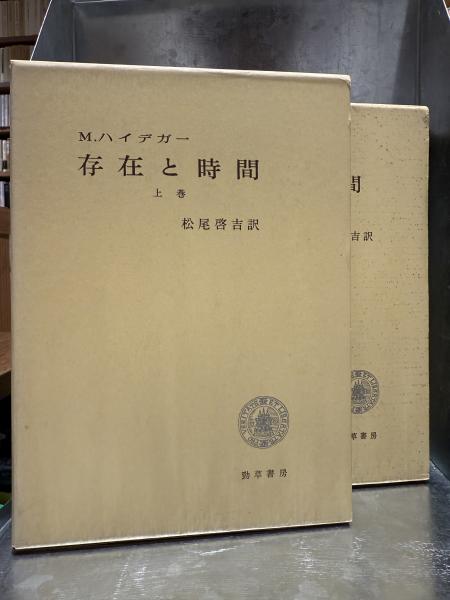 M.ハイデガー
存在と時間
上巻
松尾啓吉訳
勁草書房
間
吉訳
草書房